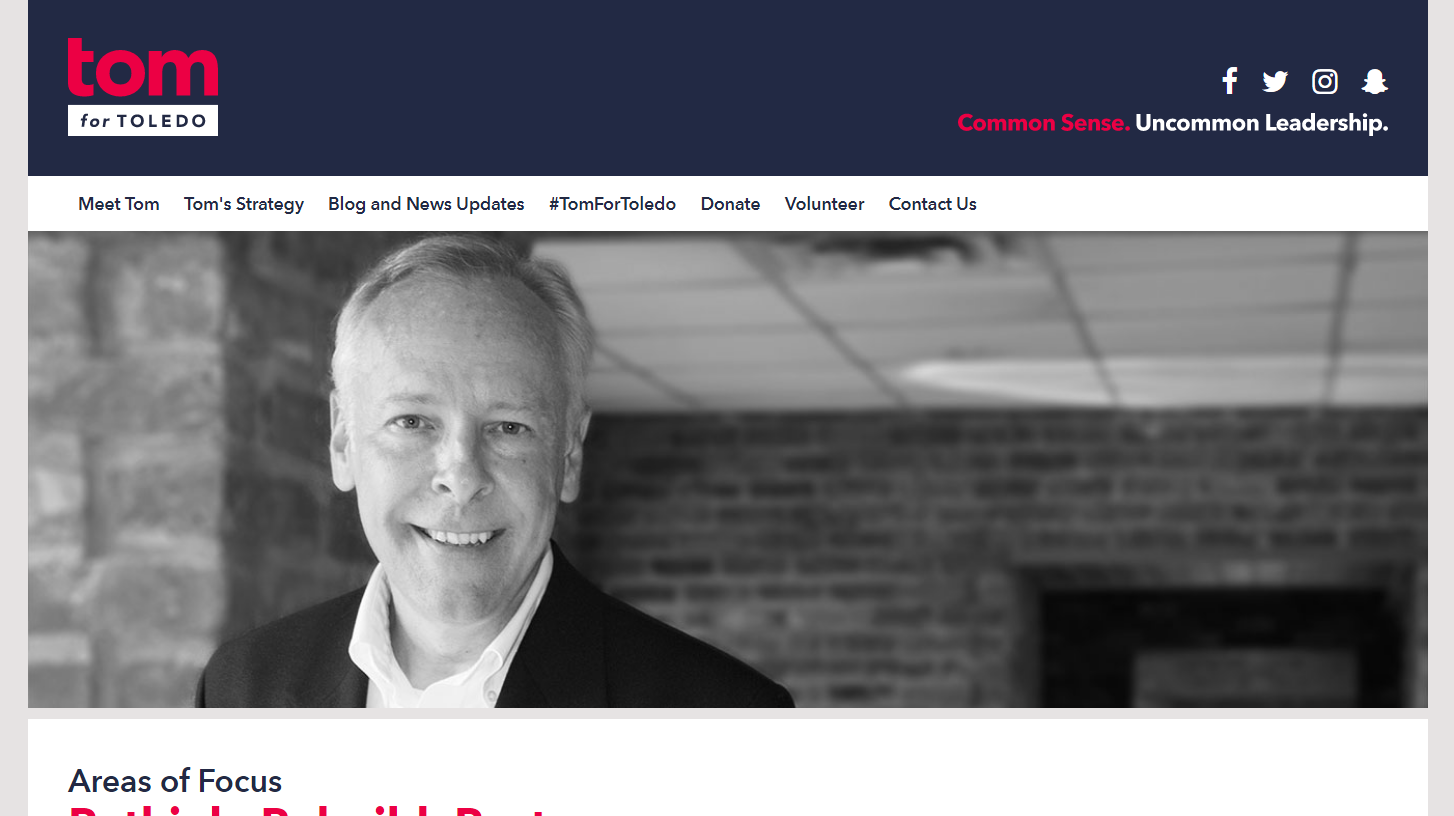 tom
for TOLEDO
Common Sense. Uncommon Leadership.
Meet Tom Tom's Strategy Blog and News Updates #TomForToledo Donate Volunteer Contact Us
Areas of Focus